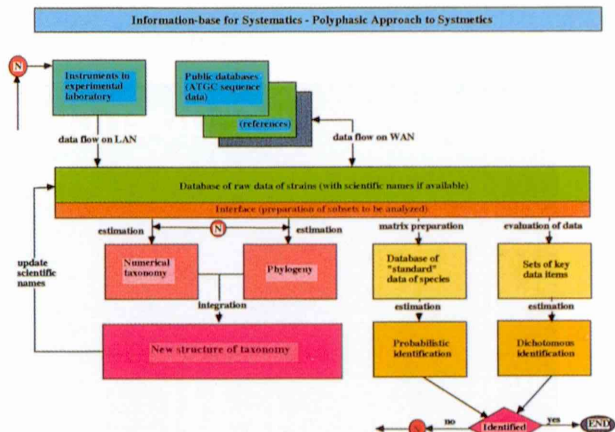 Information-base for Systematics - Polyphasic Approach to Systmetics
N
Instruments in
experimental
laboratory
Public databases
(ATGC sequence
data)
(references)
data flow on LAN
data flow on WAN
Database of raw data of strains (with scientific names if available)
Interface (preparation of subsets to be analyzed)
estimation
N
estimation
matrix preparation
evaluation of data
update
scientific
names
Numerical
taxonomy
Phylogeny
Database of
"standard"
data of species
Sets of key
data items
integration
estimation
estimation
New structure of taxonomy
Probabilistic
identification
Dichotomous
identification
no
Identified
yes
END